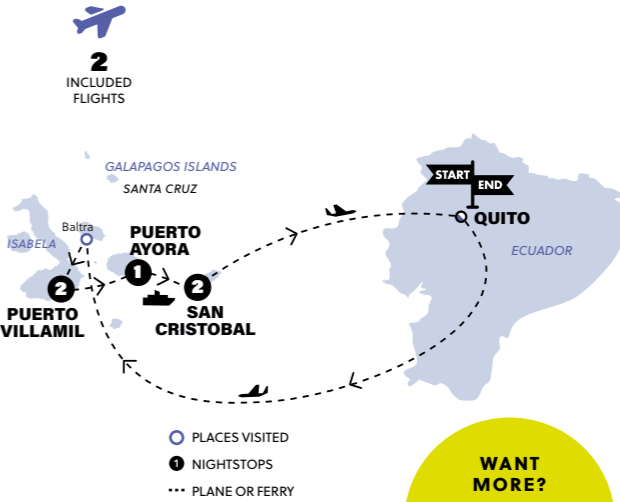 2
INCLUDED
FLIGHTS
GALAPAGOS ISLANDS
SANTA CRUZ
START
END
QUITO
ECUADOR
Baltra
ISABELA
PUERTO
AYORA
1
2
2
PUERTO
VILLAMIL
SAN
CRISTOBAL
PLACES VISITED
1 NIGHTSTOPS
PLANE OR FERRY
WANT
MORE?